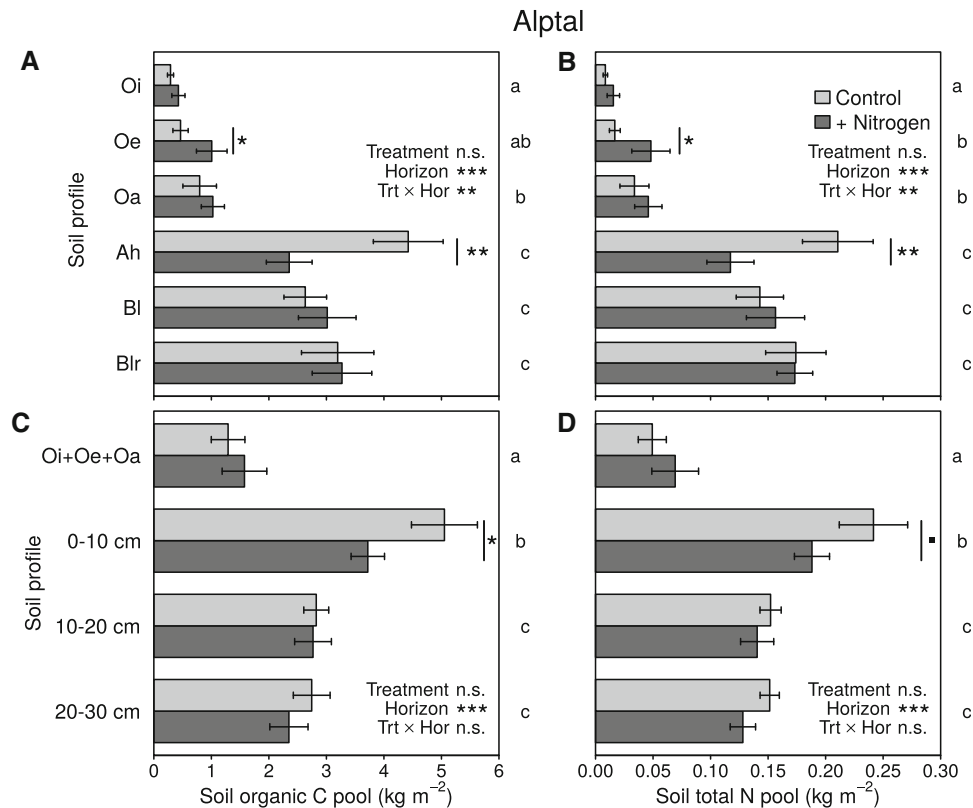 Alptal
A
Soil profile
Oi
a
Oe
*
ab
Treatment n.s.
Horizon ***
Trt × Hor **
Oa
b
Ah
**
c
Bl
c
Blr
c
B
Control
+ Nitrogen
a
*
b
Treatment n.s.
Horizon ***
Trt × Hor **
b
**
c
c
c
C
Soil profile
Oi+Oe+Oa
a
0-10 cm
*
b
10-20 cm
c
20-30 cm
Treatment n.s.
Horizon ***
Trt × Hor n.s.
c
0 1 2 3 4 5 6
Soil organic C pool (kg m⁻²)
D
a
▪
b
c
Treatment n.s.
Horizon ***
Trt × Hor n.s.
c
0.00 0.05 0.10 0.15 0.20 0.25 0.30
Soil total N pool (kg m⁻²)